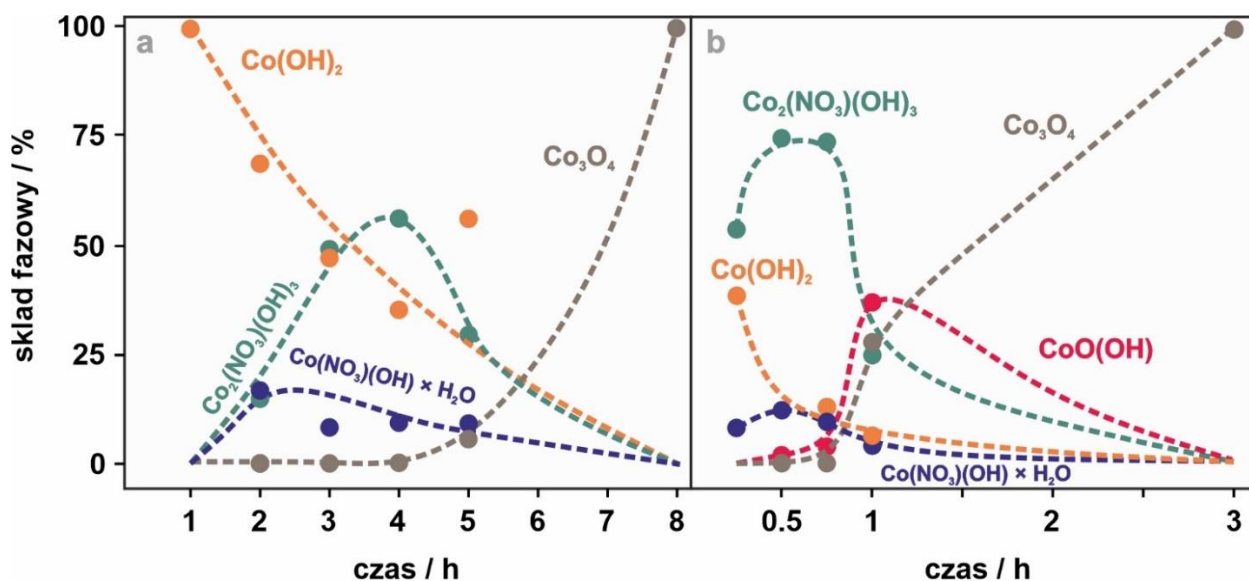 a
b
100
75
50
25
0
skład fazowy / %
Co(OH)₂
Co₂(NO₃)(OH)₃
Co(NO₃)(OH) × H₂O
Co₃O₄
1 2 3 4 5 6 7 8
czas / h
Co₂(NO₃)(OH)₃
Co₃O₄
Co(OH)₂
CoO(OH)
Co(NO₃)(OH) × H₂O
0.5 1 2 3
czas / h